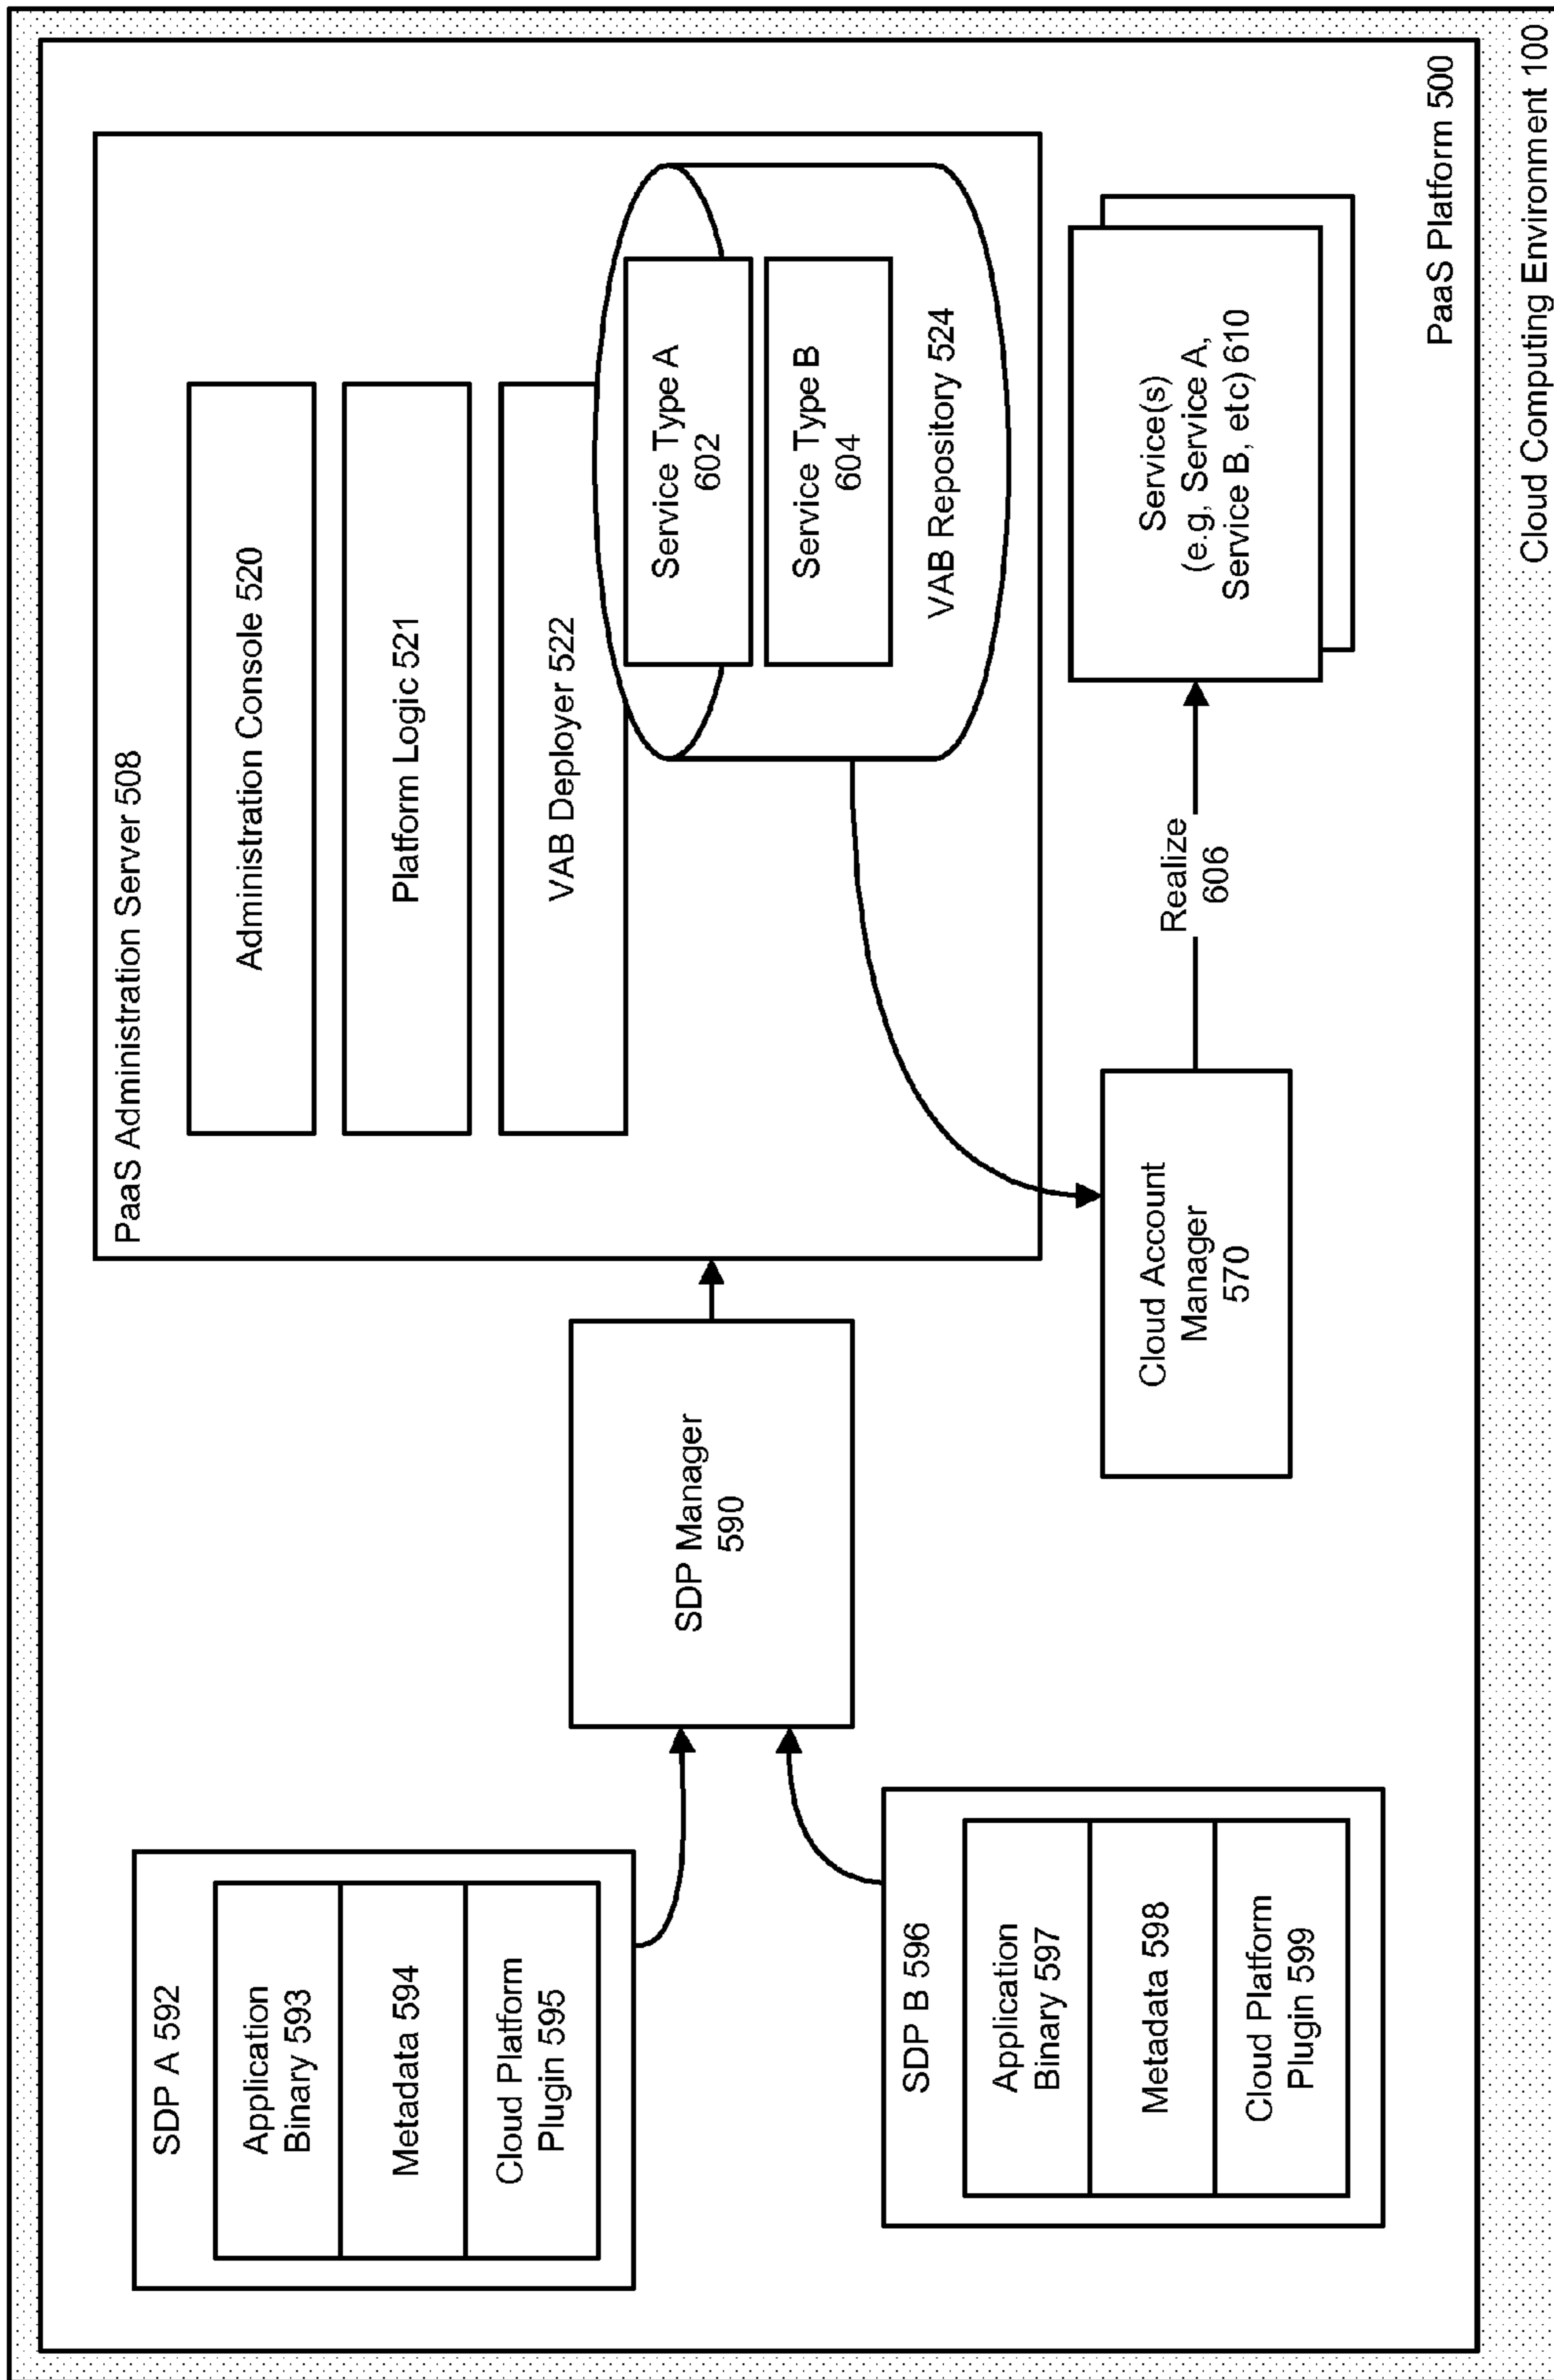 SDP A 592
Application
Binary 593
Metadata 594
Cloud Platform
Plugin 595
SDP B 596
Application
Binary 597
Metadata 598
Cloud Platform
Plugin 599
SDP Manager
590
PaaS Administration Server 508
Administration Console 520
Platform Logic 521
VAB Deployer 522
Service Type A
602
Service Type B
604
VAB Repository 524
Cloud Account
Manager
570
Realize
606
Service(s)
(e.g, Service A,
Service B, etc) 610
PaaS Platform 500
Cloud Computing Environment 100